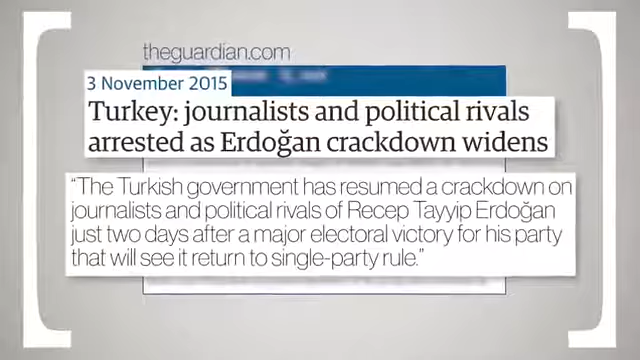 theguardian.com
3 November 2015
Turkey: journalists and political rivals
arrested as Erdoğan crackdown widens
“The Turkish government has resumed a crackdown on
journalists and political rivals of Recep Tayyip Erdoğan
just two days after a major electoral victory for his party
that will see it return to single-party rule.”